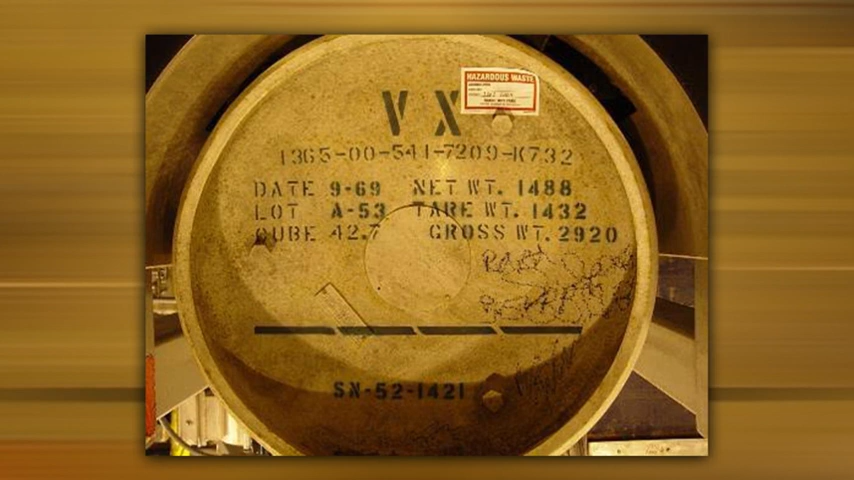 HAZARDOUS WASTE
VX
1365-00-541-7209-K732
DATE 9-69 NET WT. 1488
LOT A-53 TARE WT. 1432
CUBE 42.7 GROSS WT. 2920
SN-52-1421